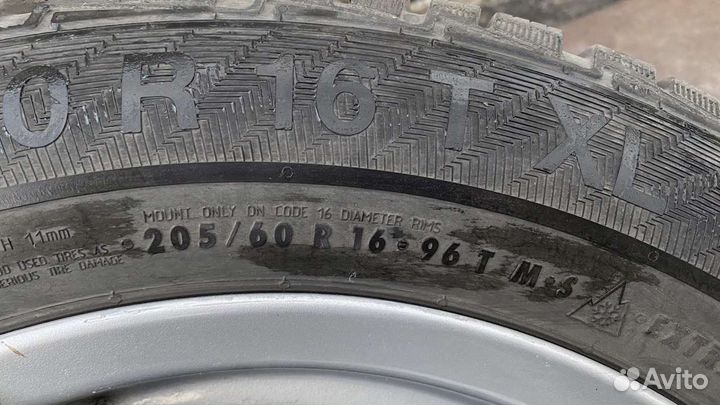 0 R 16 T XL
MOUNT ONLY ON CODE 16 DIAMETER RIMS
H 11mm
205/60 R 16 96 T M+S
USED TIRES AS
TIRE DAMAGE
Avito